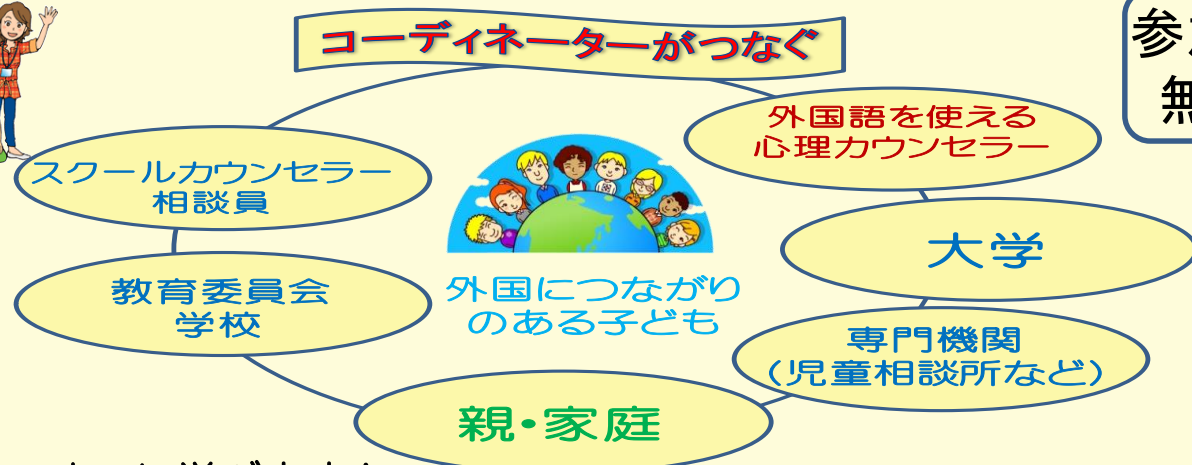 コーディネーターがつなぐ
外国語を使える
心理カウンセラー
スクールカウンセラー
相談員
大学
教育委員会
学校
外国につながり
のある子ども
専門機関
(児童相談所など)
親・家庭